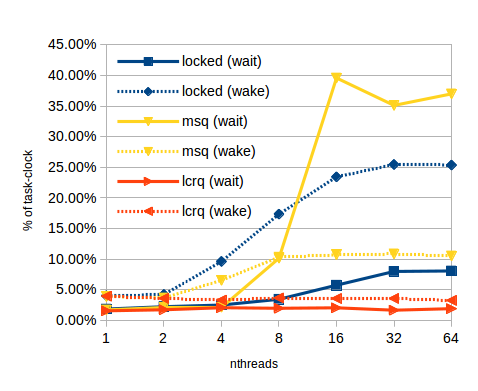 45.00%
40.00%
35.00%
30.00%
25.00%
20.00%
15.00%
10.00%
5.00%
0.00%
% of task-clock
locked (wait)
locked (wake)
msq (wait)
msq (wake)
lcrq (wait)
lcrq (wake)
1 2 4 8 16 32 64
nthreads